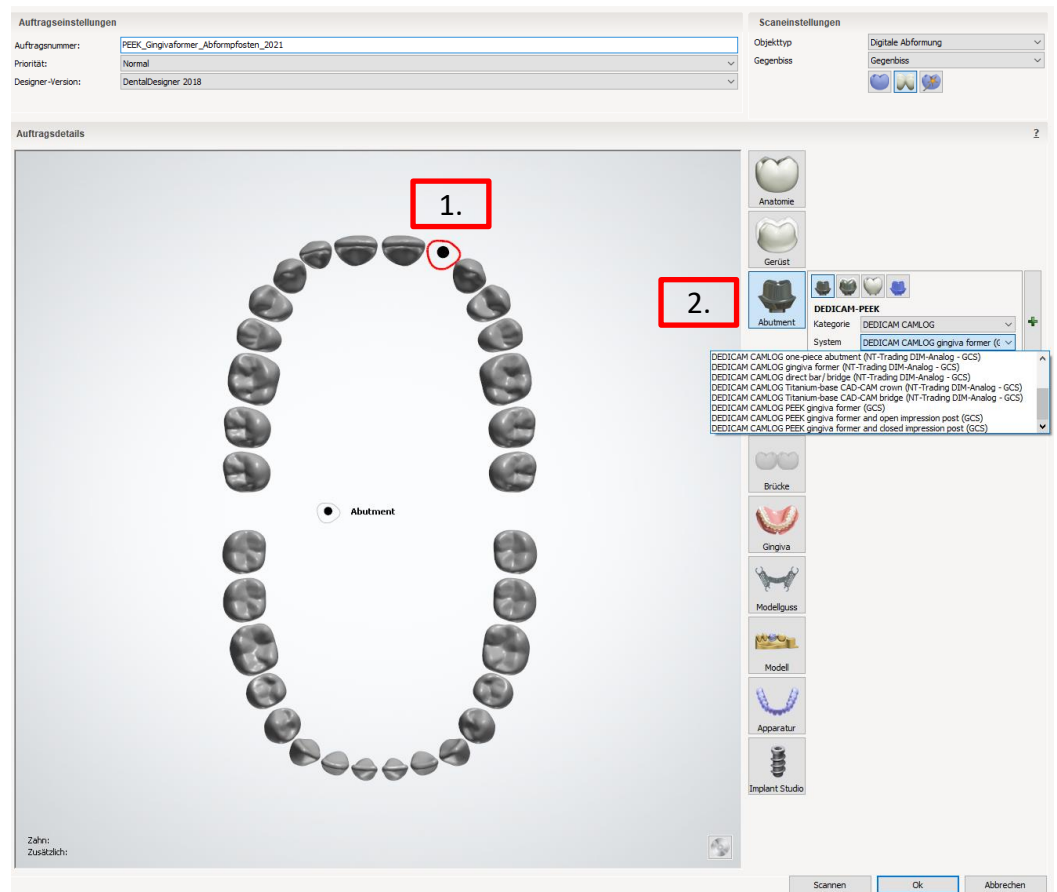 Auftragseinstellungen
Auftragsnummer: PEEK_Gingivaformer_Abformpfosten_2021
Priorität: Normal
Designer-Version: DentalDesigner 2018
Scaneinstellungen
Objekttyp Digitale Abformung
Gegenbiss Gegenbiss
Auftragsdetails ?
1.
Anatomie
Gerüst
2.
Abutment
DEDICAM-PEEK
Kategorie DEDICAM CAMLOG
System DEDICAM CAMLOG gingiva former (G
DEDICAM CAMLOG one-piece abutment (NT-Trading DIM-Analog - GCS)
DEDICAM CAMLOG gingiva former (NT-Trading DIM-Analog - GCS)
DEDICAM CAMLOG direct bar/ bridge (NT-Trading DIM-Analog - GCS)
DEDICAM CAMLOG Titanium-base CAD-CAM crown (NT-Trading DIM-Analog - GCS)
DEDICAM CAMLOG Titanium-base CAD-CAM bridge (NT-Trading DIM-Analog - GCS)
DEDICAM CAMLOG PEEK gingiva former (GCS)
DEDICAM CAMLOG PEEK gingiva former and open impression post (GCS)
DEDICAM CAMLOG PEEK gingiva former and closed impression post (GCS)
Brücke
Abutment
Gingiva
Modellguss
Modell
Apparatur
Implant Studio
Zahn:
Zusätzlich:
Scannen Ok Abbrechen